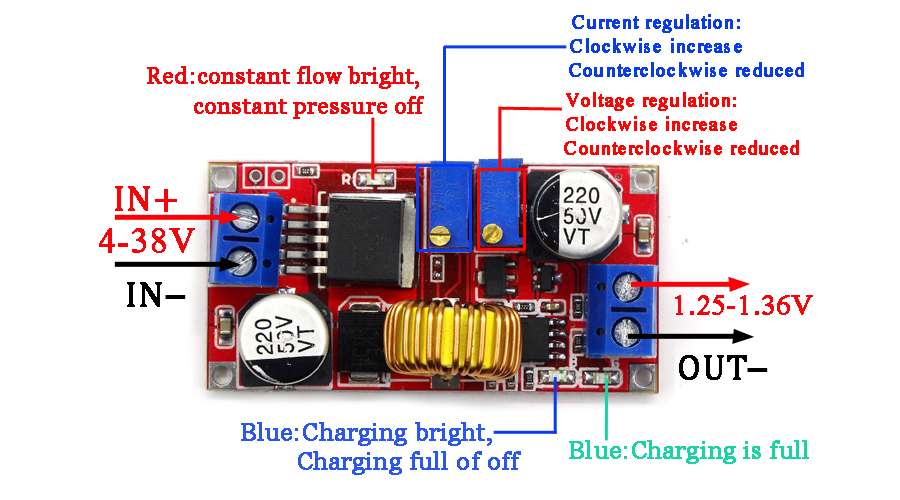 Current regulation:
Clockwise increase
Counterclockwise reduced
Red:constant flow bright,
constant pressure off
Voltage regulation:
Clockwise increase
Counterclockwise reduced
IN+
4-38V
IN-
220
50V
VT
220
50V
VT
1.25-1.36V
OUT-
Blue:Charging bright,
Charging full of off
Blue:Charging is full